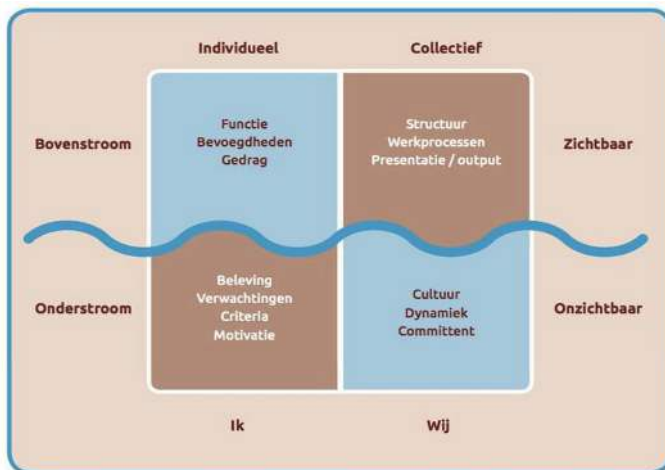 Individueel
Collectief
Bovenstroom
Functie
Bevoegdheden
Gedrag
Structuur
Werkprocessen
Presentatie / output
Zichtbaar
Onderstroom
Beleving
Verwachtingen
Criteria
Motivatie
Cultuur
Dynamiek
Committent
Onzichtbaar
Ik
Wij